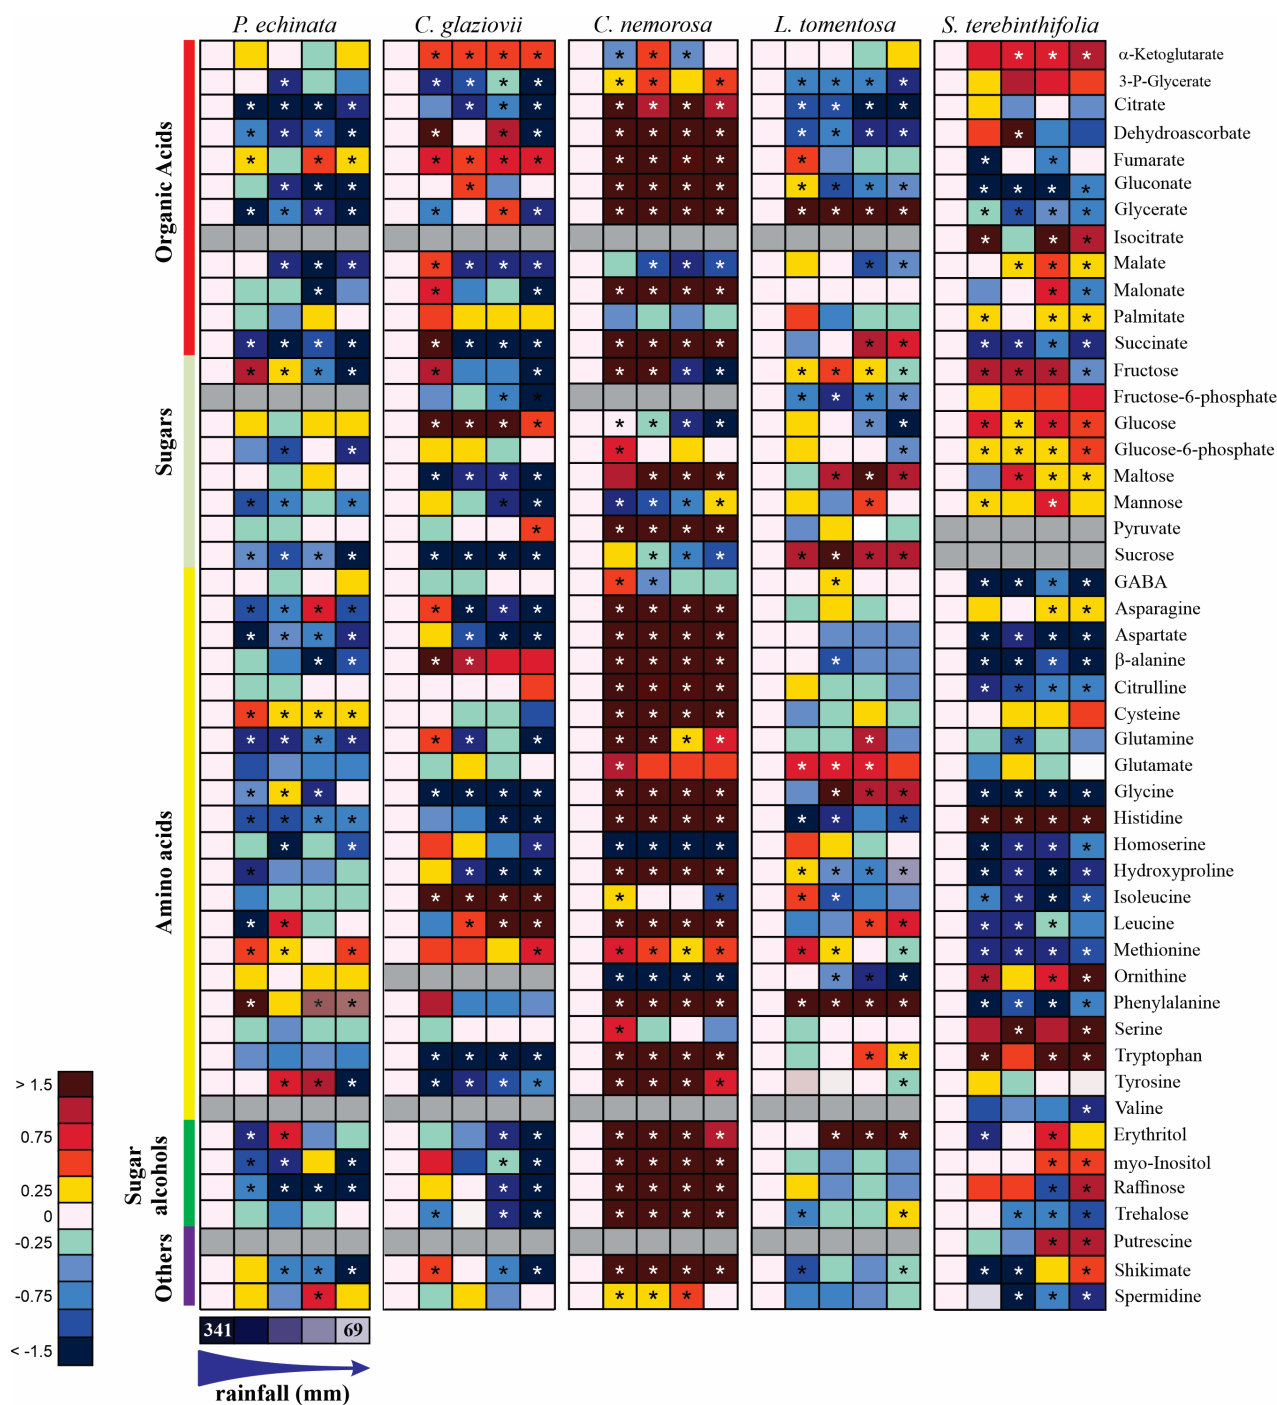 P. echinata C. glaziovii C. nemorosa L. tomentosa S. terebinthifolia
Organic Acids
α-Ketoglutarate
3-P-Glycerate
Citrate
Dehydroascorbate
Fumarate
Gluconate
Glycerate
Isocitrate
Malate
Malonate
Palmitate
Succinate
Sugars
Fructose
Fructose-6-phosphate
Glucose
Glucose-6-phosphate
Maltose
Mannose
Pyruvate
Sucrose
Amino acids
GABA
Asparagine
Aspartate
β-alanine
Citrulline
Cysteine
Glutamine
Glutamate
Glycine
Histidine
Homoserine
Hydroxyproline
Isoleucine
Leucine
Methionine
Ornithine
Phenylalanine
Serine
Tryptophan
Tyrosine
Valine
Sugar
alcohols
Erythritol
myo-Inositol
Raffinose
Trehalose
Others
Putrescine
Shikimate
Spermidine
> 1.5
0.75
0.25
0
-0.25
-0.75
< -1.5
341 69
rainfall (mm)